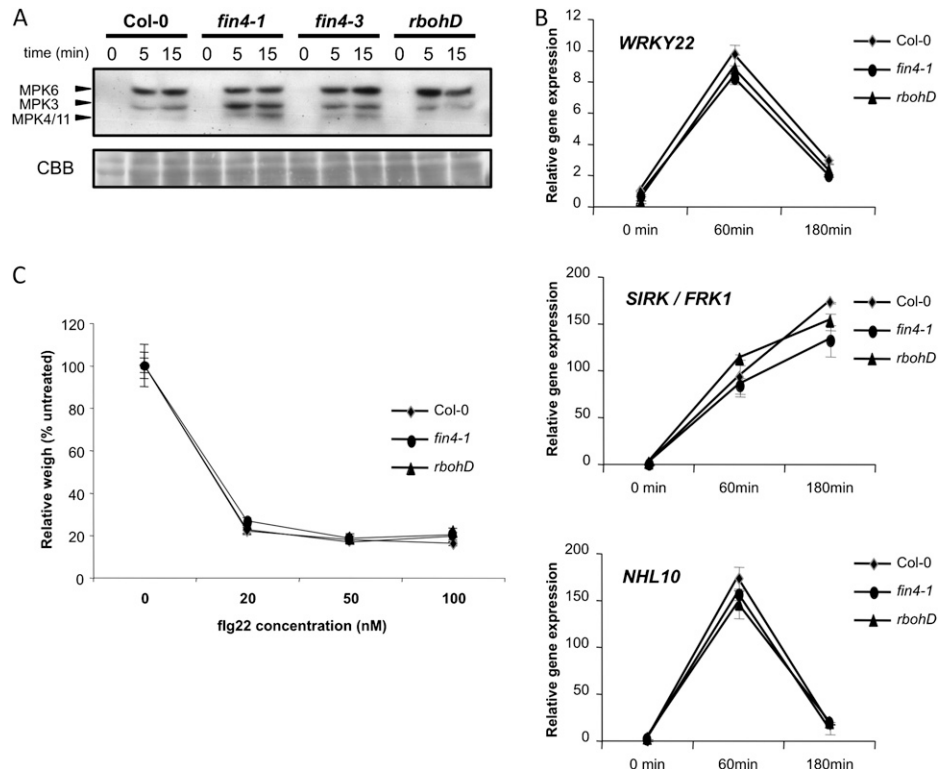 A
Col-0 fin4-1 fin4-3 rbohD
time (min) 0 5 15 0 5 15 0 5 15 0 5 15
MPK6
MPK3
MPK4/11
CBB
B
WRKY22
Relative gene expression
12
10
8
6
4
2
0
0 min 60min 180min
Col-0
fin4-1
rbohD
SIRK / FRK1
Relative gene expression
200
150
100
50
0
0 min 60min 180min
Col-0
fin4-1
rbohD
NHL10
Relative gene expression
200
150
100
50
0
0 min 60min 180min
Col-0
fin4-1
rbohD
C
Relative weigh (% untreated)
120
100
80
60
40
20
0
0 20 50 100
flg22 concentration (nM)
Col-0
fin4-1
rbohD